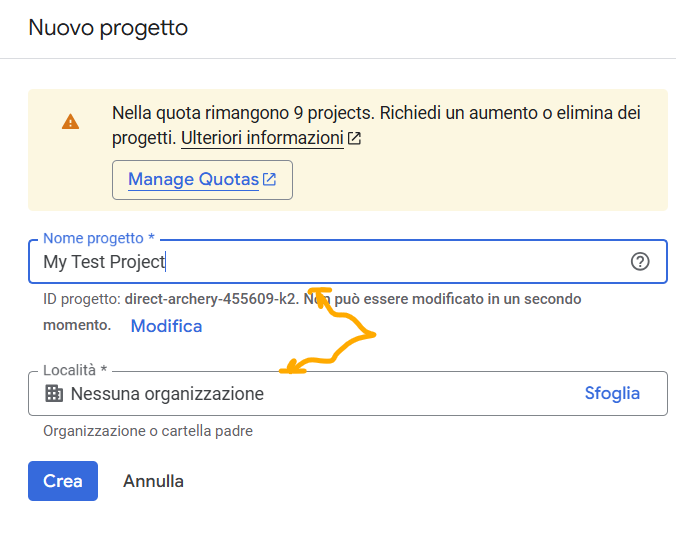 Nuovo progetto
Nella quota rimangono 9 projects. Richiedi un aumento o elimina dei
progetti. Ulteriori informazioni
Manage Quotas
Nome progetto *
My Test Project
ID progetto: direct-archery-455609-k2. Non può essere modificato in un secondo
momento. Modifica
Località *
Nessuna organizzazione Sfoglia
Organizzazione o cartella padre
Crea Annulla